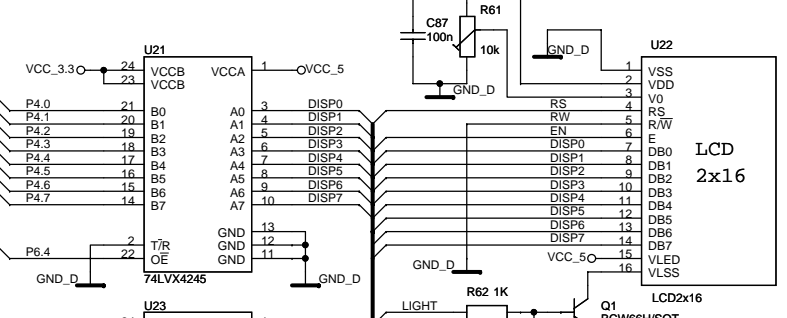 R61
C87
100n
10k
GND_D
U21
VCC_3.3
24
23
VCCB
VCCB
VCCA
1
VCC_5
GND_D
U22
1
VSS
2
VDD
3
V0
P4.0
21
B0
A0
3
DISP0
RS
4
RS
P4.1
20
B1
A1
4
DISP1
RW
5
R/W
P4.2
19
B2
A2
5
DISP2
EN
6
E
P4.3
18
B3
A3
6
DISP3
DISP0
7
DB0
P4.4
17
B4
A4
7
DISP4
DISP1
8
DB1
P4.5
16
B5
A5
8
DISP5
DISP2
9
DB2
P4.6
15
B6
A6
9
DISP6
DISP3
10
DB3
P4.7
14
B7
A7
10
DISP7
DISP4
11
DB4
DISP5
12
DB5
DISP6
13
DB6
DISP7
14
DB7
LCD
2x16
GND
13
2
T/R
GND
12
P6.4
22
OE
GND
11
VCC_5
15
VLED
16
VLSS
GND_D
GND_D
GND_D
74LVX4245
LCD2x16
U23
LIGHT
R62 1K
Q1